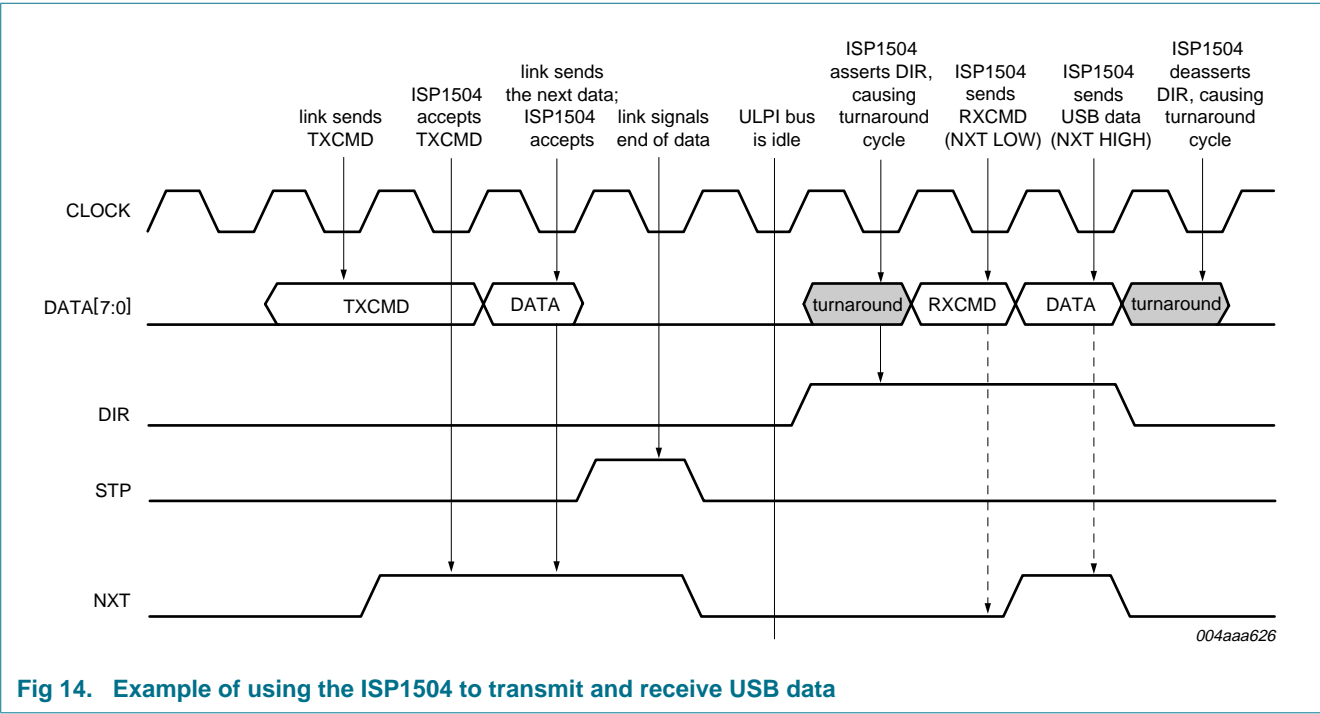 link sends
TXCMD
ISP1504
accepts
TXCMD
link sends
the next data;
ISP1504
accepts
link signals
end of data
ULPI bus
is idle
ISP1504
asserts DIR,
causing
turnaround
cycle
ISP1504
sends
RXCMD
(NXT LOW)
ISP1504
sends
USB data
(NXT HIGH)
ISP1504
deasserts
DIR, causing
turnaround
cycle
CLOCK
DATA[7:0]
TXCMD
DATA
turnaround
RXCMD
DATA
turnaround
DIR
STP
NXT
004aaa626
Fig 14. Example of using the ISP1504 to transmit and receive USB data